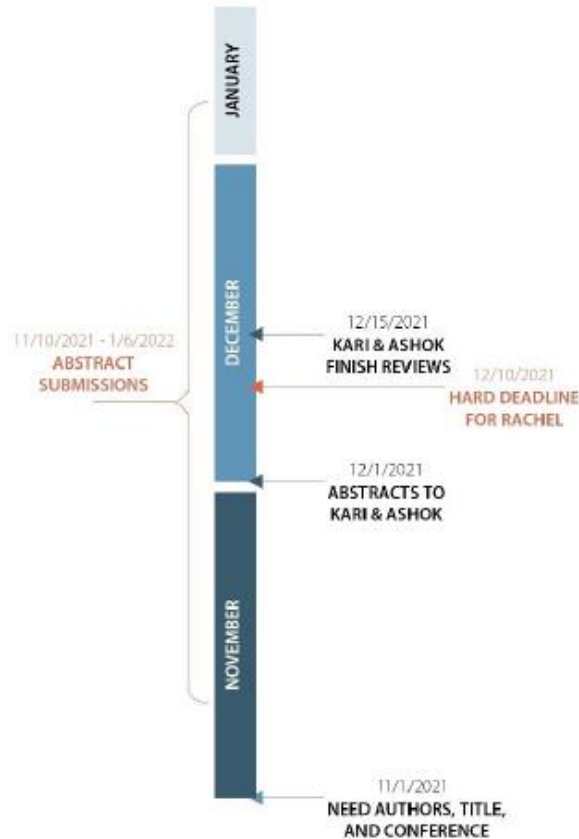 JANUARY
DECEMBER
11/10/2021 - 1/6/2022
ABSTRACT
SUBMISSIONS
12/15/2021
KARI & ASHOK
FINISH REVIEWS
12/10/2021
HARD DEADLINE
FOR RACHEL
12/1/2021
ABSTRACTS TO
KARI & ASHOK
NOVEMBER
11/1/2021
NEED AUTHORS, TITLE,
AND CONFERENCE